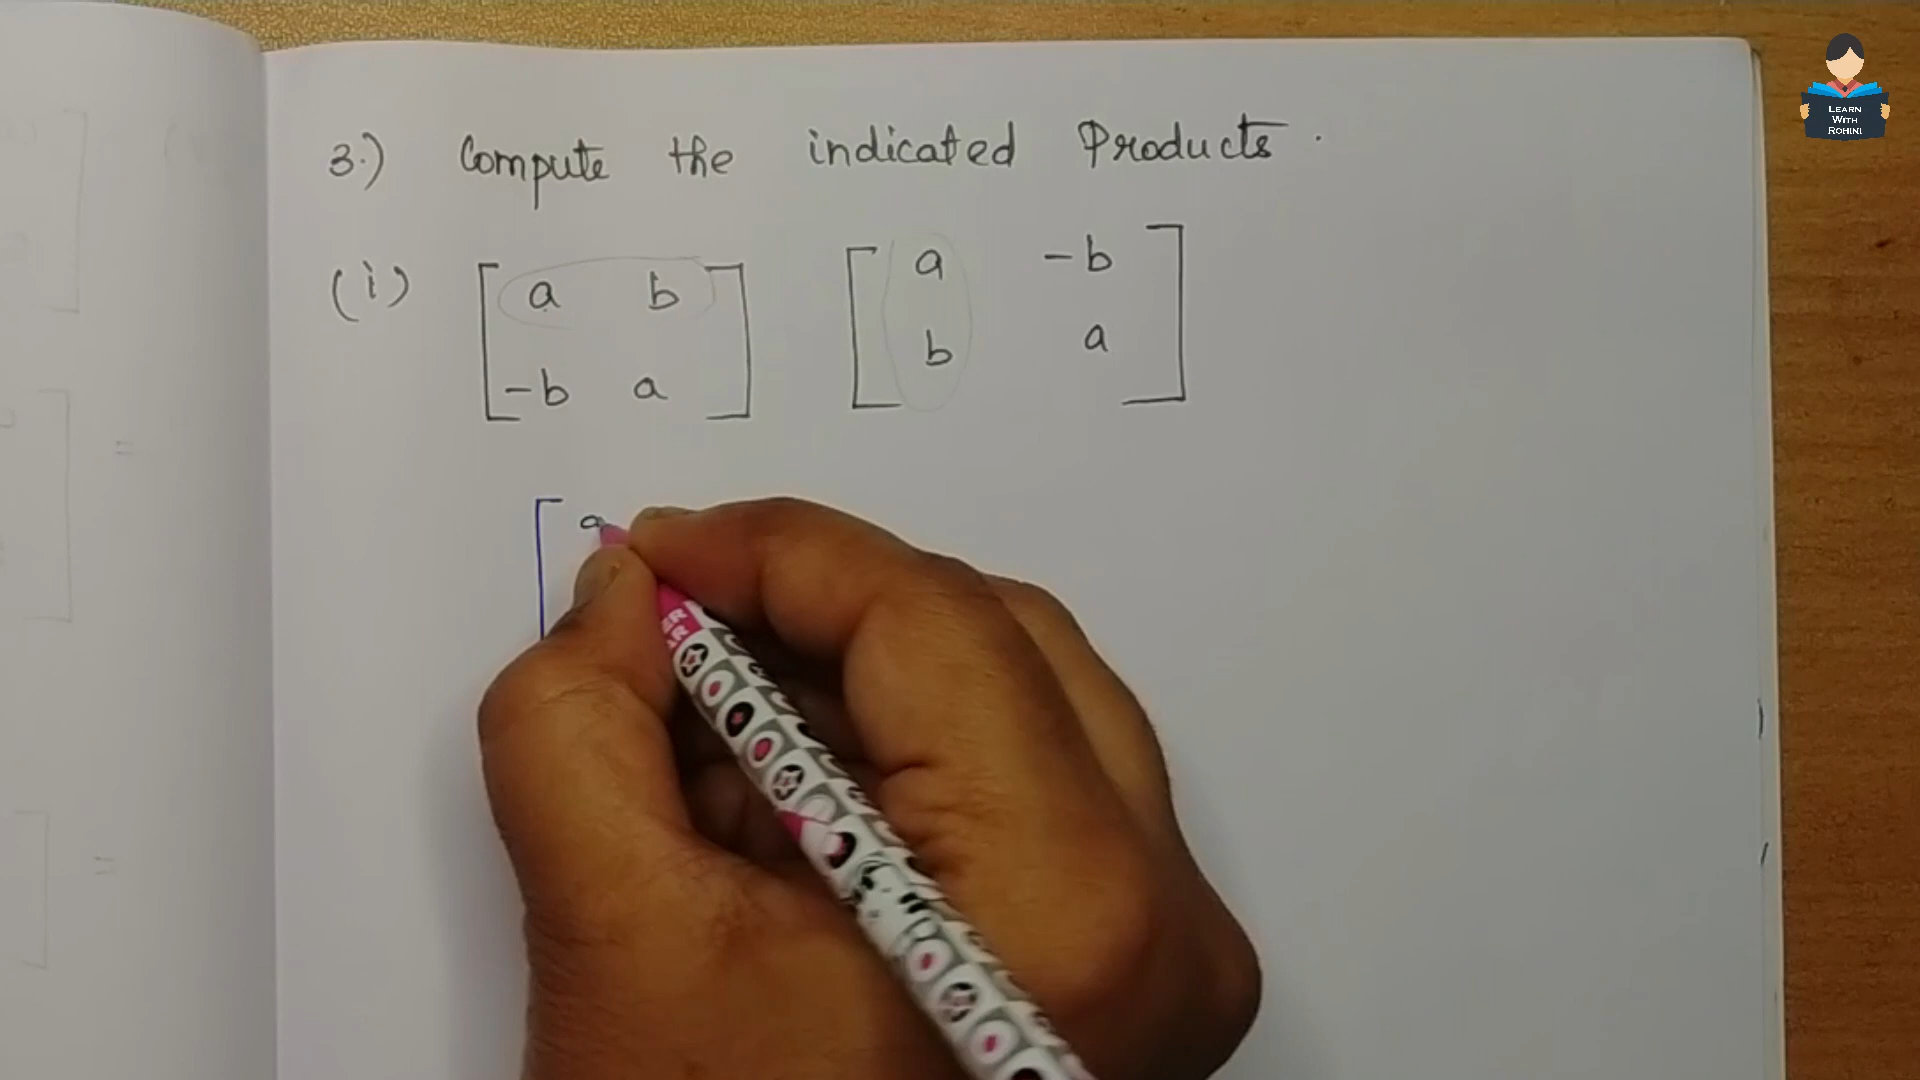 3.) Compute the indicated Products.
(i) [ a b ] [ a -b ]
[ -b a ] [ b a ]
[ a
LEARN
WITH
ROHINI